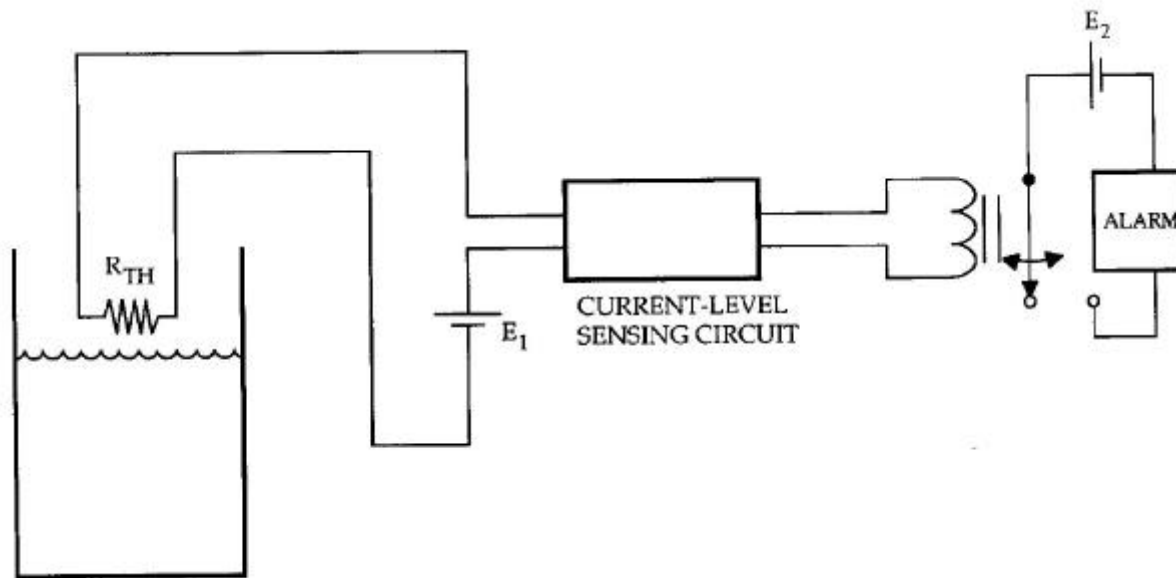 E2
RTH
ALARM
E1
CURRENT-LEVEL
SENSING CIRCUIT